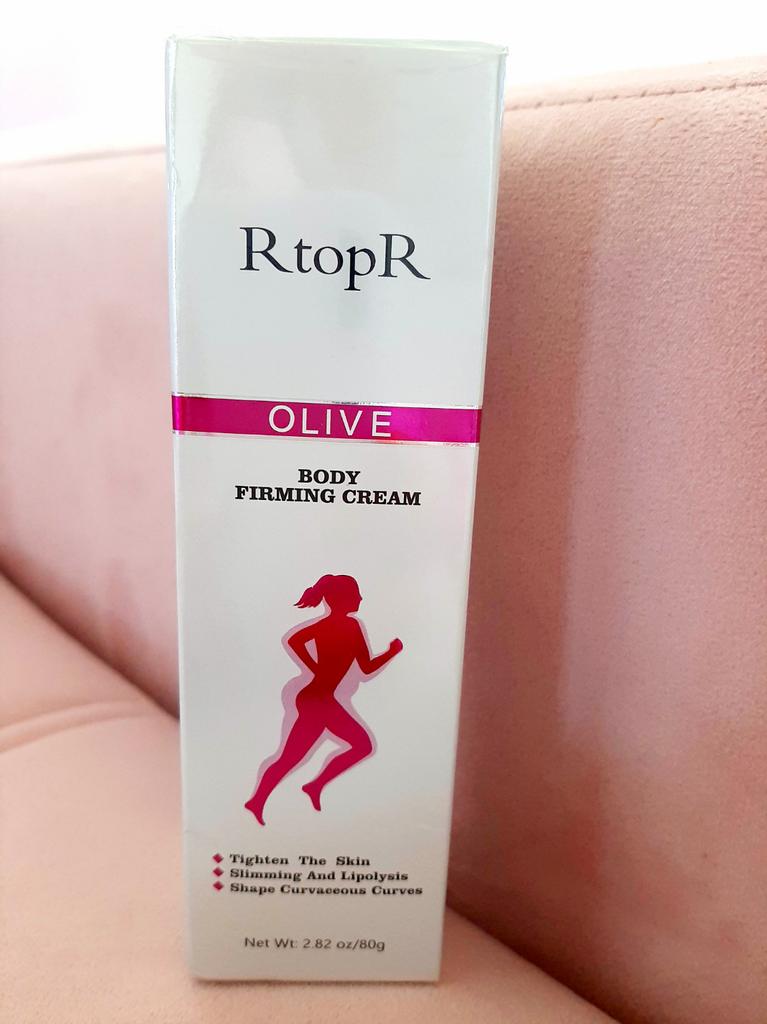 RtopR
OLIVE
BODY
FIRMING CREAM
Tighten The Skin
Slimming And Lipolysis
Shape Curvaceous Curves
Net Wt: 2.82 oz/80g